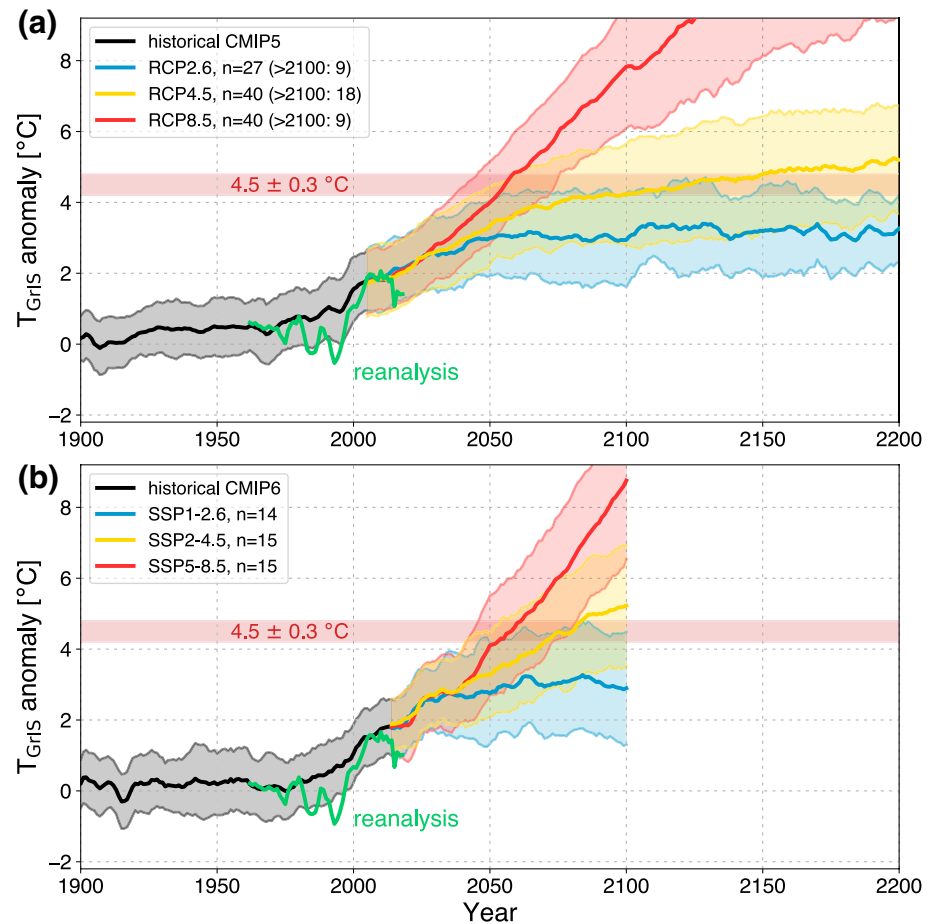 (a)
historical CMIP5
RCP2.6, n=27 (>2100: 9)
RCP4.5, n=40 (>2100: 18)
RCP8.5, n=40 (>2100: 9)
8
6
4
2
0
−2
T_GrIS anomaly [°C]
4.5 ± 0.3 °C
reanalysis
1900 1950 2000 2050 2100 2150 2200
(b)
historical CMIP6
SSP1-2.6, n=14
SSP2-4.5, n=15
SSP5-8.5, n=15
8
6
4
2
0
−2
T_GrIS anomaly [°C]
4.5 ± 0.3 °C
reanalysis
1900 1950 2000 2050 2100 2150 2200
Year